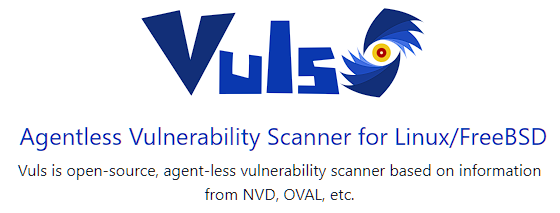 Vuls
Agentless Vulnerability Scanner for Linux/FreeBSD
Vuls is open-source, agent-less vulnerability scanner based on information
from NVD, OVAL, etc.